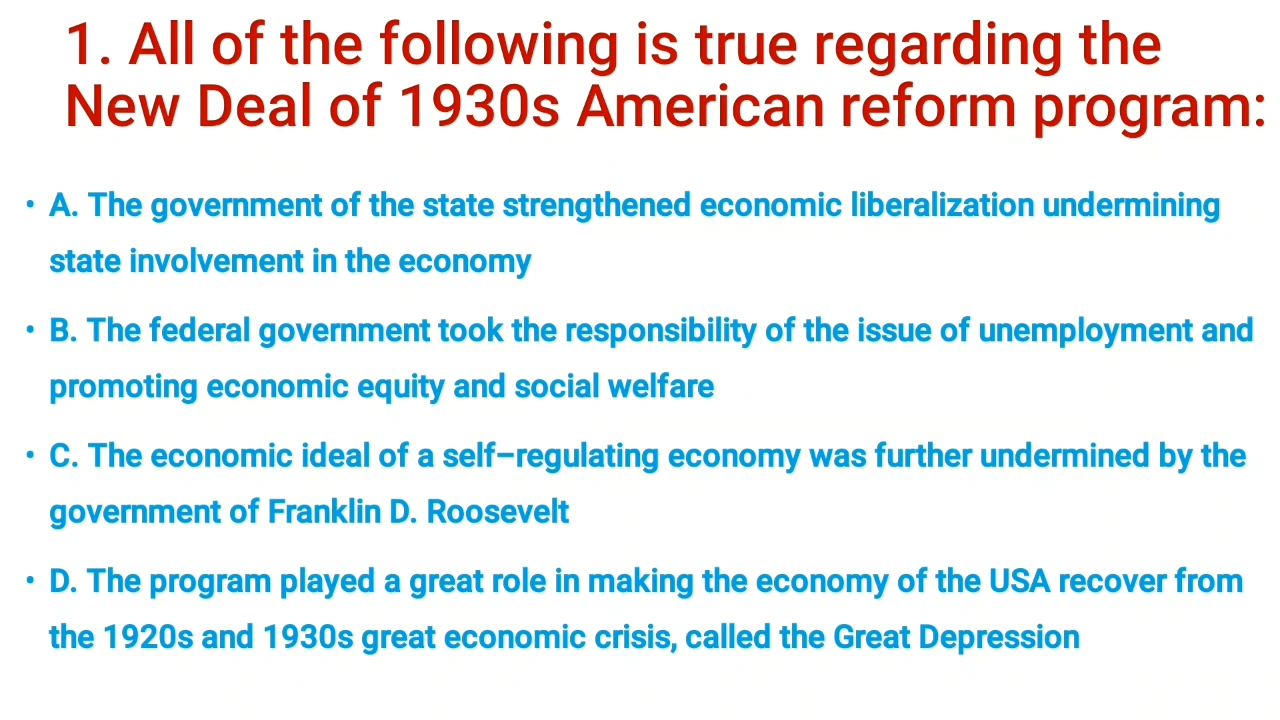 1. All of the following is true regarding the
New Deal of 1930s American reform program:
• A. The government of the state strengthened economic liberalization undermining
state involvement in the economy
• B. The federal government took the responsibility of the issue of unemployment and
promoting economic equity and social welfare
• C. The economic ideal of a self–regulating economy was further undermined by the
government of Franklin D. Roosevelt
• D. The program played a great role in making the economy of the USA recover from
the 1920s and 1930s great economic crisis, called the Great Depression